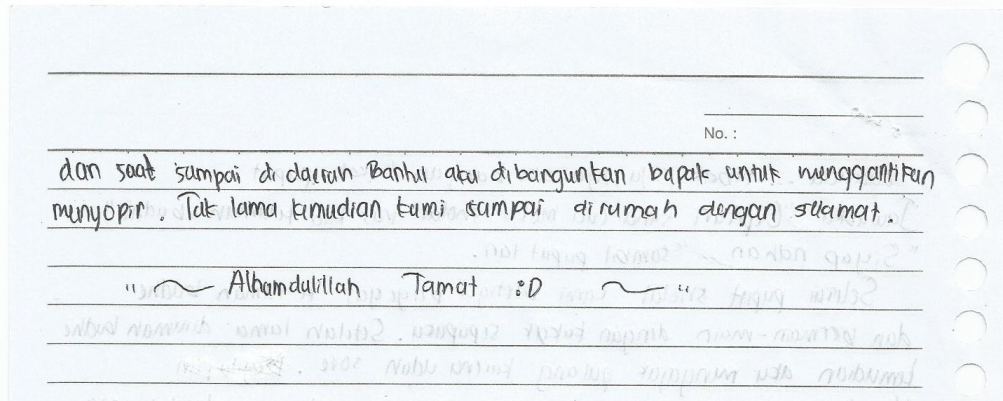 No. :
dan saat sampai di daerah Bantul aku dibangunkan bapak untuk menggantikan
menyopir. Tak lama kemudian kami sampai dirumah dengan selamat.
"~ Alhamdulillah Tamat :D ~"